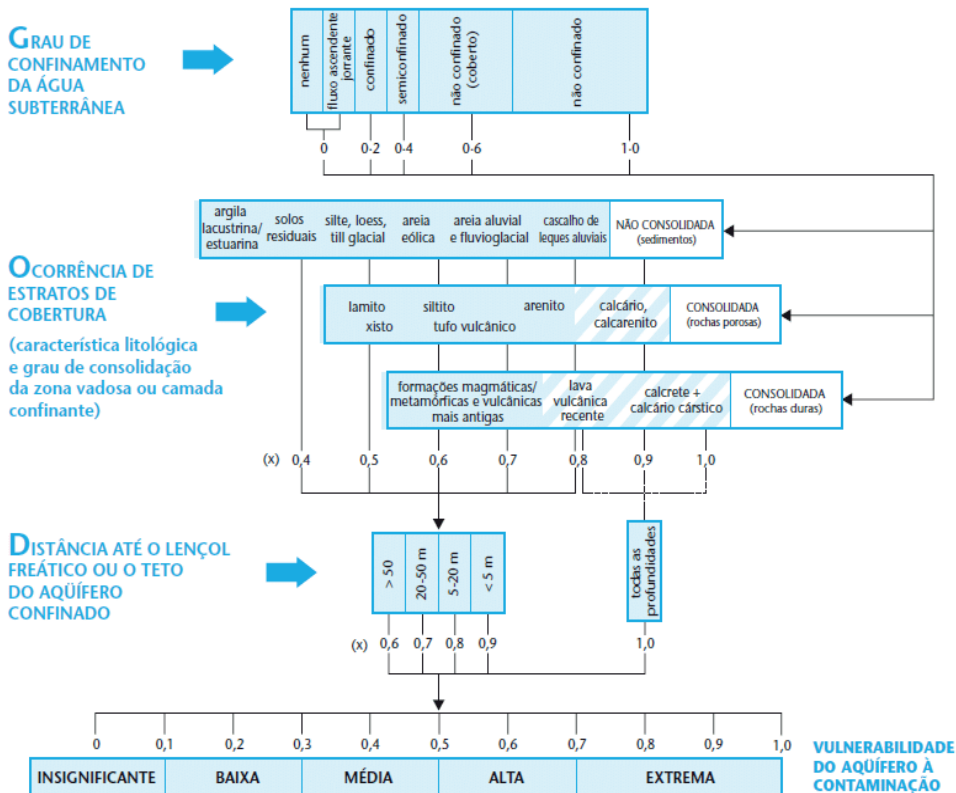 GRAU DE
CONFINAMENTO
DA ÁGUA
SUBTERRÂNEA
nenhum
fluxo ascendente
jorrante
confinado
semiconfinado
não confinado
(coberto)
não confinado
0 0·2 0·4 0·6 1·0
OCORRÊNCIA DE
ESTRATOS DE
COBERTURA
(característica litológica
e grau de consolidação
da zona vadosa ou camada
confinante)
argila
lacustrina/
estuarina
solos
residuais
silte, loess,
till glacial
areia
eólica
areia aluvial
e fluvioglacial
cascalho de
leques aluviais
NÃO CONSOLIDADA
(sedimentos)
lamito
xisto
siltito
tufo vulcânico
arenito
calcário,
calcarenito
CONSOLIDADA
(rochas porosas)
formações magmáticas/
metamórficas e vulcânicas
mais antigas
lava
vulcânica
recente
calcrete +
calcário cárstico
CONSOLIDADA
(rochas duras)
(x) 0,4 0,5 0,6 0,7 0,8 0,9 1,0
DISTÂNCIA ATÉ O LENÇOL
FREÁTICO OU O TETO
DO AQÜÍFERO
CONFINADO
> 50
20-50 m
5-20 m
< 5 m
todas as
profundidades
(x) 0,6 0,7 0,8 0,9 1,0
0 0,1 0,2 0,3 0,4 0,5 0,6 0,7 0,8 0,9 1,0
INSIGNIFICANTE BAIXA MÉDIA ALTA EXTREMA
VULNERABILIDADE
DO AQÜÍFERO À
CONTAMINAÇÃO